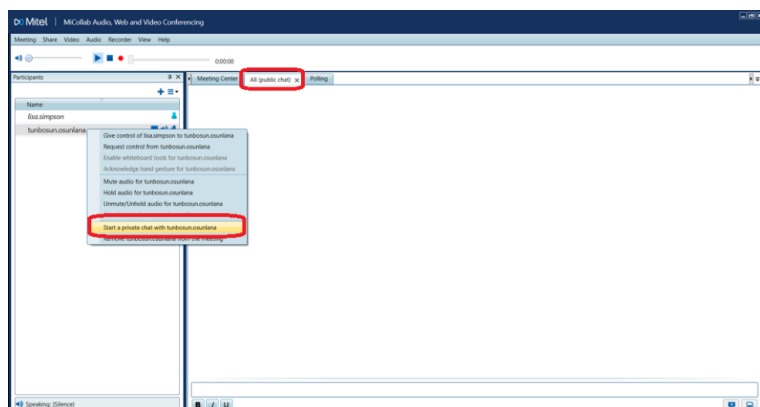 Mitel | MiCollab Audio, Web and Video Conferencing
Meeting Share Video Audio Recorder View Help
0:00:00
Participants
Meeting Center All (public chat) x Polling
Name
lisa.simpson
tunbosun.osunlana
Give control of lisa.simpson to tunbosun.osunlana
Request control from tunbosun.osunlana
Enable whiteboard tools for tunbosun.osunlana
Acknowledge hand gesture for tunbosun.osunlana
Mute audio for tunbosun.osunlana
Hold audio for tunbosun.osunlana
Unmute/Unhold audio for tunbosun.osunlana
Start a private chat with tunbosun.osunlana
Remove tunbosun.osunlana from the meeting
Speaking: (Silence)
B I U